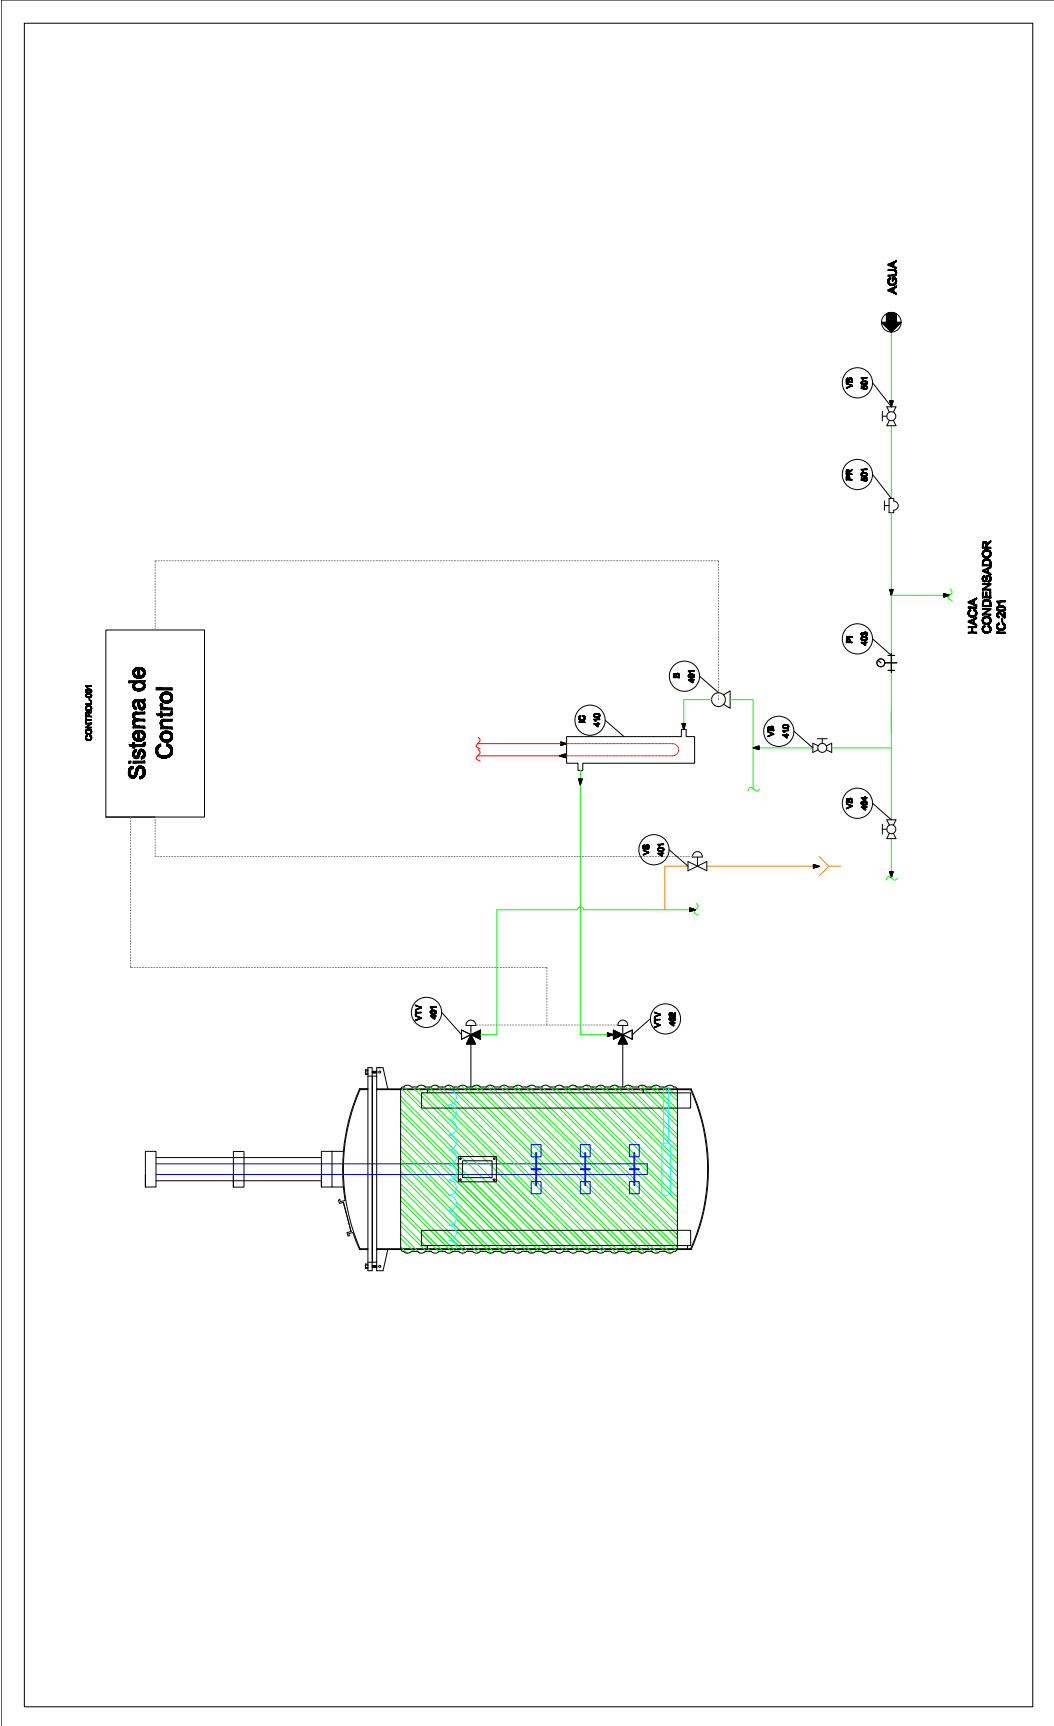 AGUA
VB
501
PR
501
HACIA
CONDENSADOR
IC-201
CONTROL-001
Sistema de
Control
PI
403
B
401
IC
410
VB
410
VB
404
VS
401
VTV
401
VTV
402